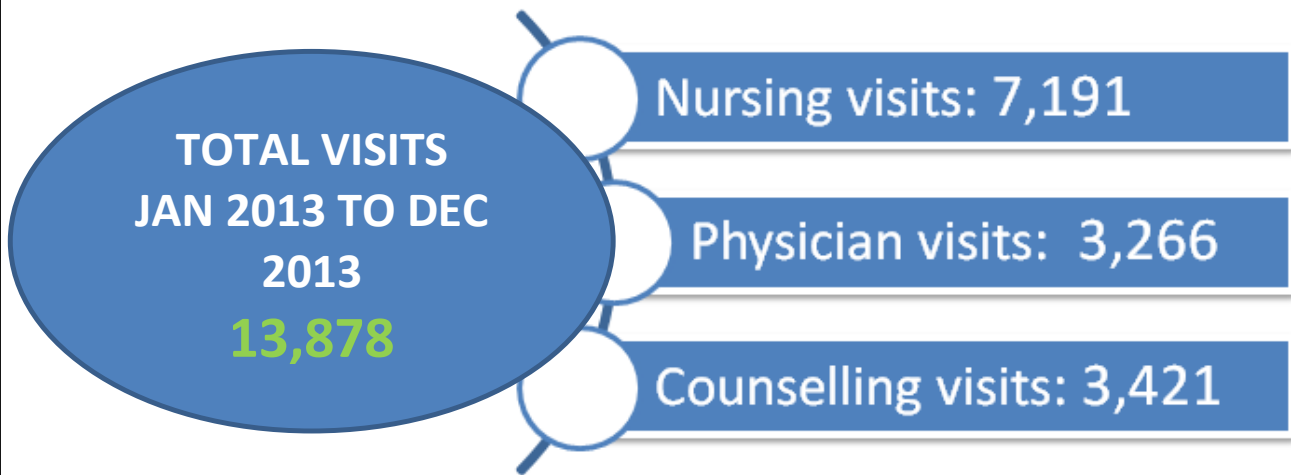 TOTAL VISITS
JAN 2013 TO DEC
2013
13,878
Nursing visits: 7,191
Physician visits:  3,266
Counselling visits: 3,421